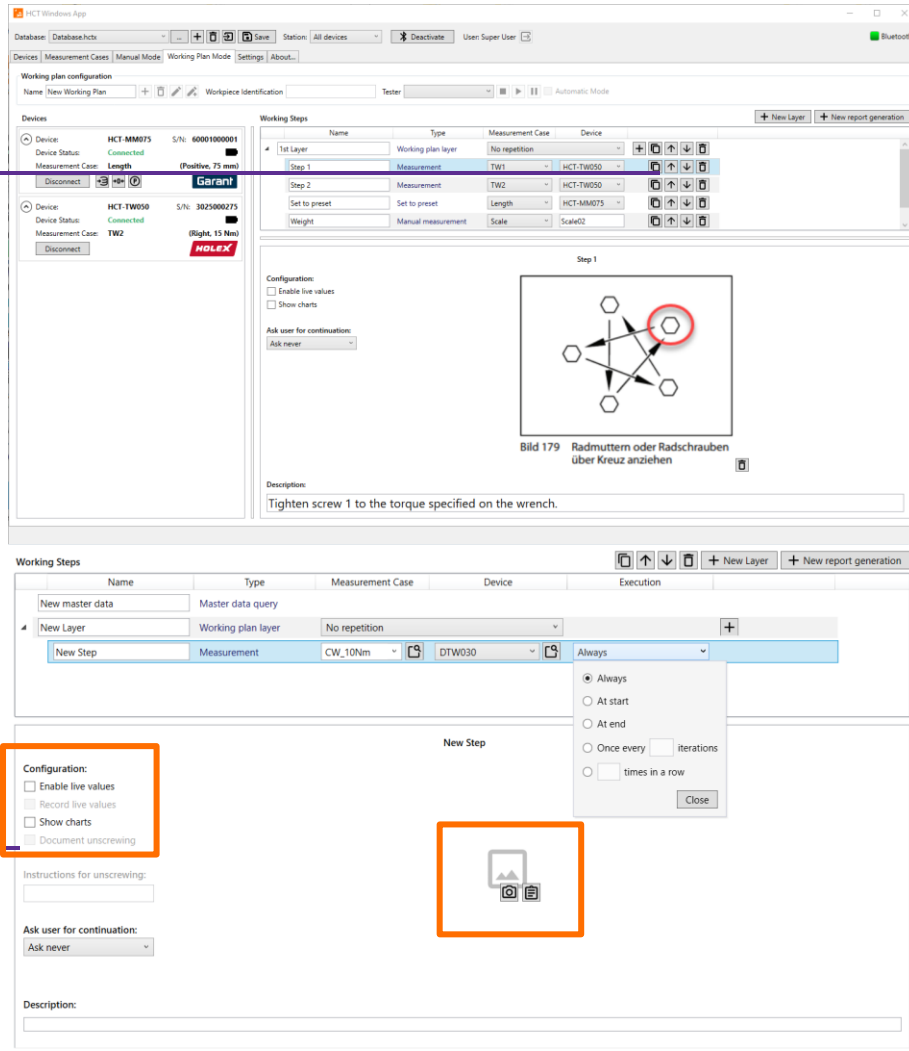 HCT Windows App
Database: Database.hctx ... Save Station: All devices Deactivate User: Super User Bluetooth
Devices Measurement Cases Manual Mode Working Plan Mode Settings About...
Working plan configuration
Name New Working Plan Workpiece Identification Tester Automatic Mode
Devices
Device: HCT-MM075 S/N: 60001000001
Device Status: Connected
Measurement Case: Length (Positive, 75 mm)
Disconnect Garant
Device: HCT-TW050 S/N: 3025000275
Device Status: Connected
Measurement Case: TW2 (Right, 15 Nm)
Disconnect HOLEX
Working Steps + New Layer + New report generation
Name Type Measurement Case Device
1st Layer Working plan layer No repetition
Step 1 Measurement TW1 HCT-TW050
Step 2 Measurement TW2 HCT-TW050
Set to preset Set to preset Length HCT-MM075
Weight Manual measurement Scale Scale02
Step 1
Configuration:
Enable live values
Show charts
Ask user for continuation:
Ask never
Bild 179 Radmuttern oder Radschrauben
über Kreuz anziehen
Description:
Tighten screw 1 to the torque specified on the wrench.
Working Steps + New Layer + New report generation
Name Type Measurement Case Device Execution
New master data Master data query
New Layer Working plan layer No repetition
New Step Measurement CW_10Nm DTW030 Always
Always
At start
At end
Once every iterations
times in a row
Close
New Step
Configuration:
Enable live values
Record live values
Show charts
Document unscrewing
Instructions for unscrewing:
Ask user for continuation:
Ask never
Description: